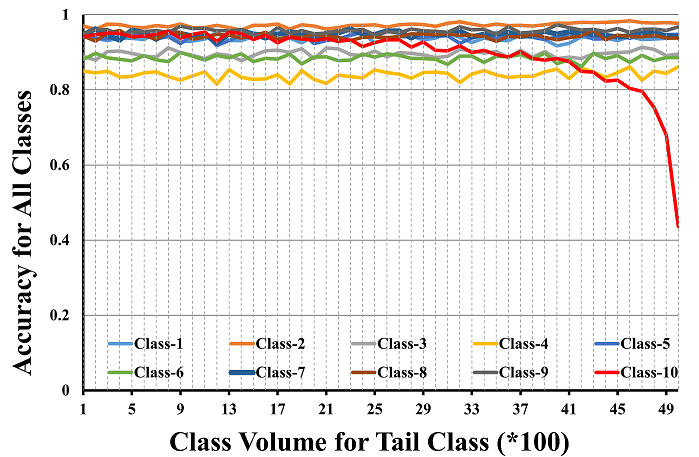 Accuracy for All Classes
1
0.8
0.6
0.4
0.2
0
Class-1 Class-2 Class-3 Class-4 Class-5
Class-6 Class-7 Class-8 Class-9 Class-10
1 5 9 13 17 21 25 29 33 37 41 45 49
Class Volume for Tail Class (*100)